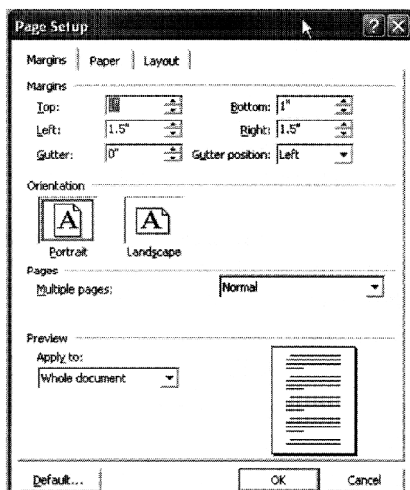 Page Setup
Margins Paper Layout
Margins
Top: Bottom: 1"
Left: 1.5" Right: 1.5"
Gutter: 0" Gutter position: Left
Orientation
Portrait Landscape
Pages
Multiple pages: Normal
Preview
Apply to:
Whole document
Default... OK Cancel